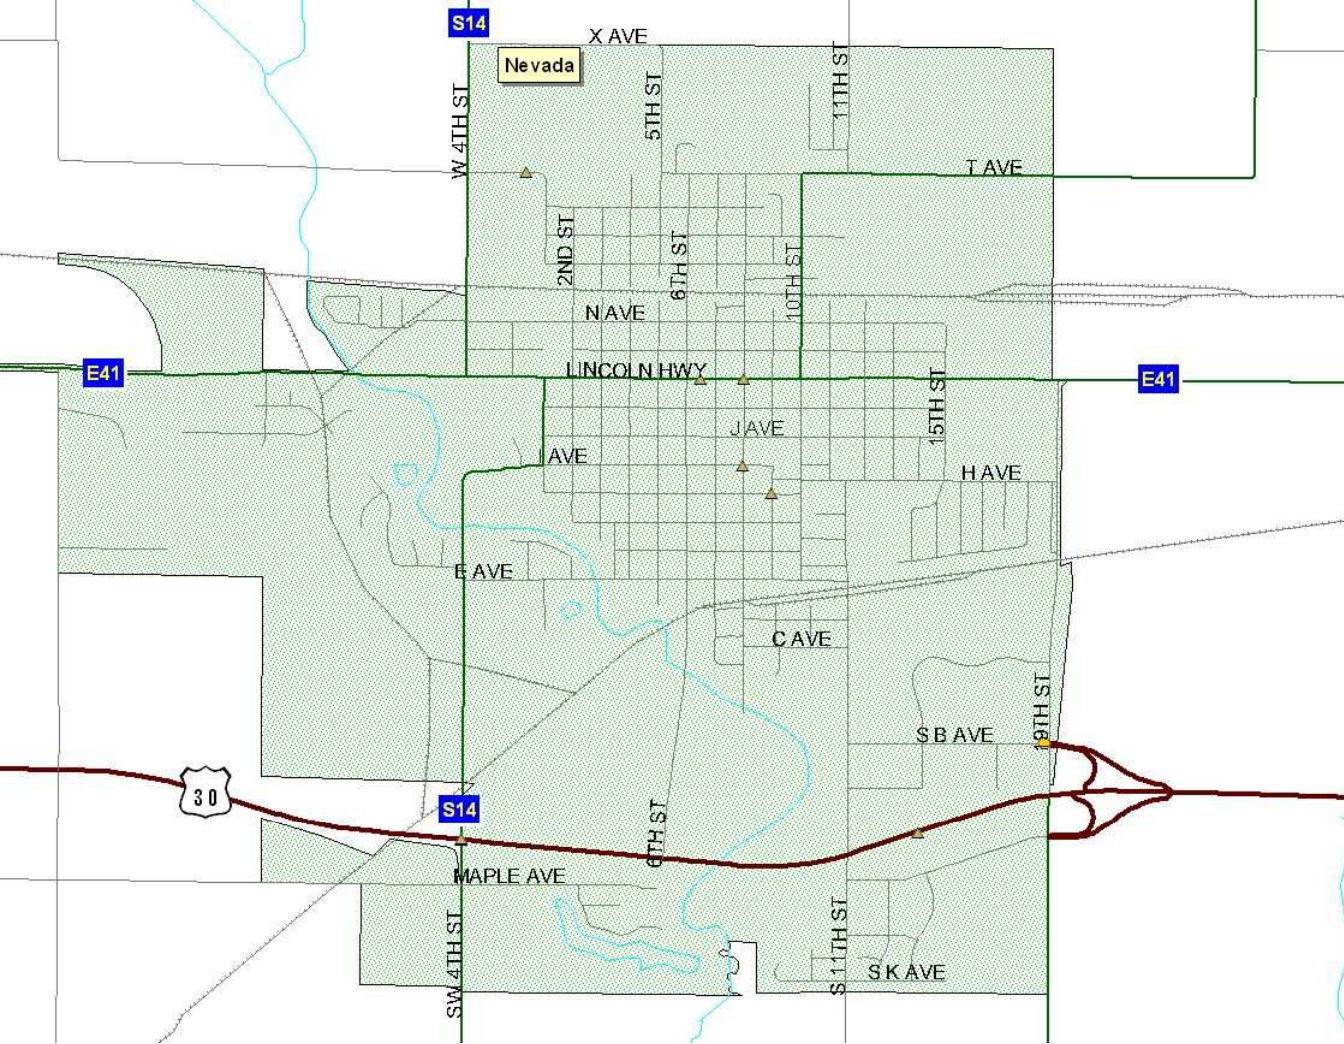 S14
X AVE
Nevada
W 4TH ST
5TH ST
11TH ST
T AVE
2ND ST
6TH ST
10TH ST
N AVE
LINCOLN HWY
E41
E41
15TH ST
J AVE
AVE
H AVE
E AVE
C AVE
19TH ST
S B AVE
30
S14
6TH ST
MAPLE AVE
SW 4TH ST
S 11TH ST
S K AVE